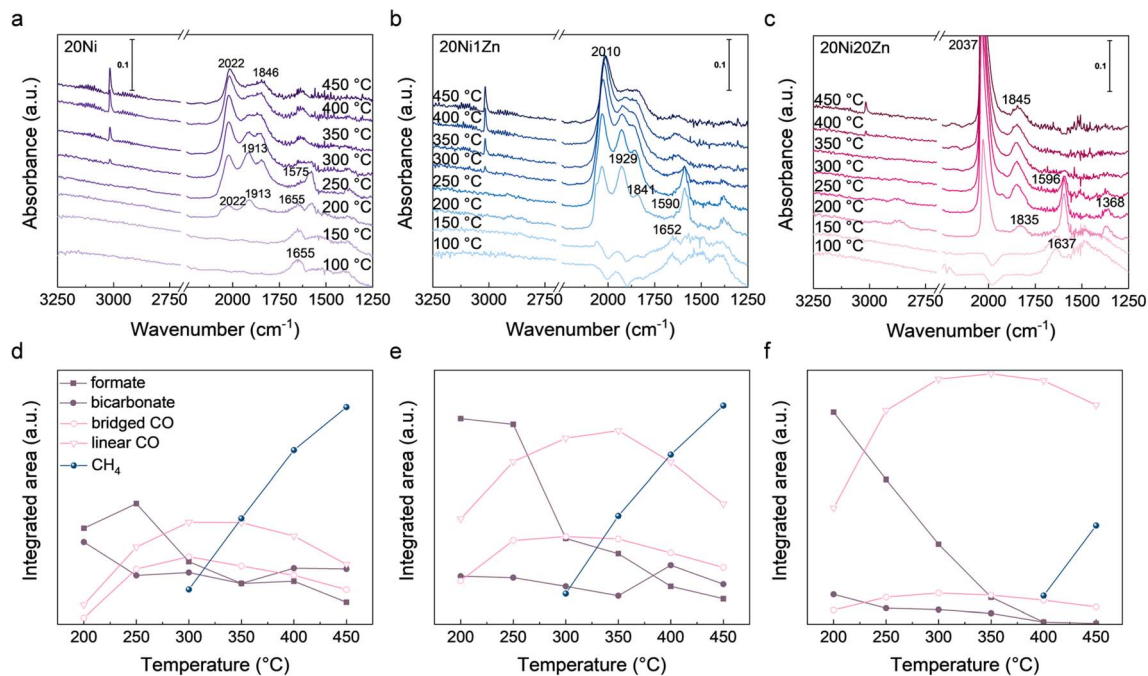 a
20Ni
0.1
2022
1846
450 °C
400 °C
350 °C
1913
300 °C
1575
250 °C
2022
1913
1655
200 °C
150 °C
1655
100 °C
Absorbance (a.u.)
3250
3000
2000
1750
1500
1250
Wavenumber (cm⁻¹)
b
20Ni1Zn
2010
0.1
450 °C
400 °C
350 °C
300 °C
1929
250 °C
1841
1590
200 °C
150 °C
1652
100 °C
Absorbance (a.u.)
3250
3000
2000
1750
1500
1250
Wavenumber (cm⁻¹)
c
20Ni20Zn
2037
0.1
450 °C
1845
400 °C
350 °C
300 °C
1596
250 °C
1368
200 °C
1835
150 °C
1637
100 °C
Absorbance (a.u.)
3250
3000
2000
1750
1500
1250
Wavenumber (cm⁻¹)
d
formate
bicarbonate
bridged CO
linear CO
CH₄
Integrated area (a.u.)
200
250
300
350
400
450
Temperature (°C)
e
Integrated area (a.u.)
200
250
300
350
400
450
Temperature (°C)
f
Integrated area (a.u.)
200
250
300
350
400
450
Temperature (°C)